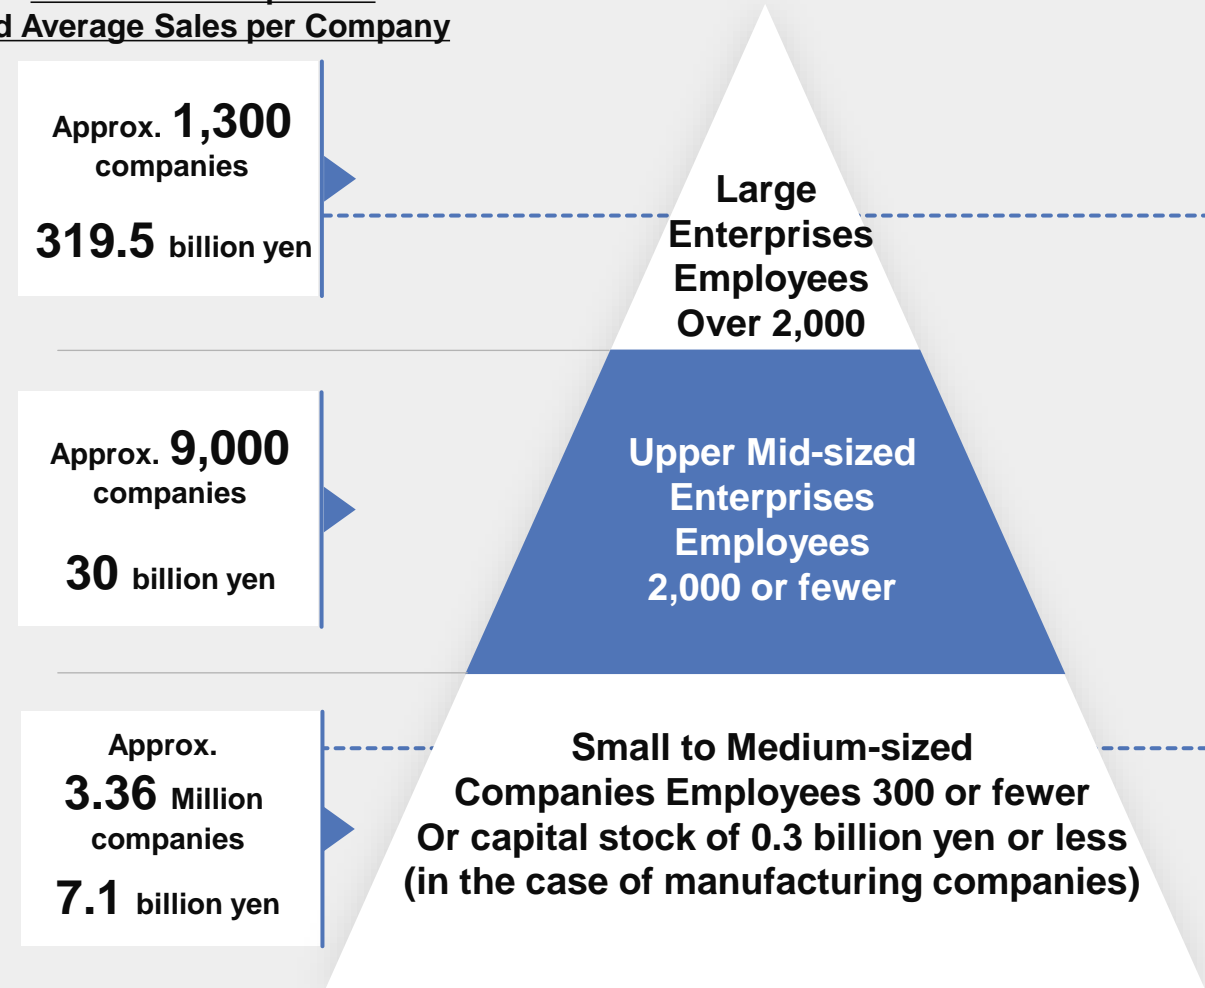 Average Sales per Company
Approx. 1,300
companies
319.5 billion yen
Large
Enterprises
Employees
Over 2,000
Approx. 9,000
companies
30 billion yen
Upper Mid-sized
Enterprises
Employees
2,000 or fewer
Approx.
3.36 Million
companies
7.1 billion yen
Small to Medium-sized
Companies Employees 300 or fewer
Or capital stock of 0.3 billion yen or less
(in the case of manufacturing companies)